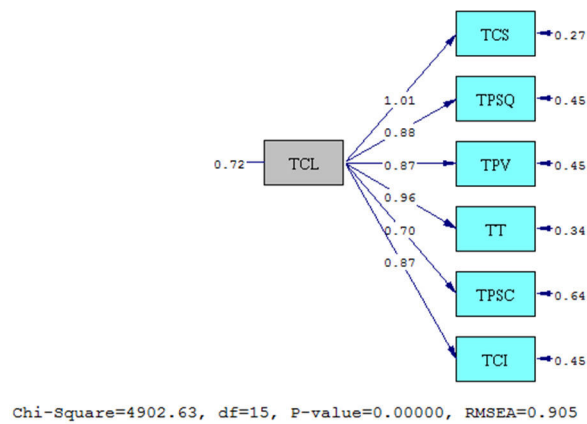 TCS
0.27
1.01
TPSQ
0.45
0.88
0.72
TCL
0.87
TPV
0.45
0.96
TT
0.34
0.70
0.87
TPSC
0.64
TCI
0.45
Chi-Square=4902.63, df=15, P-value=0.00000, RMSEA=0.905